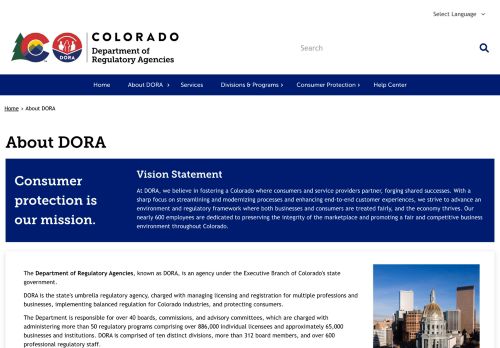 Select Language
COLORADO
Department of
Regulatory Agencies
DORA
Search
Home
About DORA
Services
Divisions & Programs
Consumer Protection
Help Center
Home > About DORA
About DORA
Consumer
protection is
our mission.
Vision Statement
At DORA, we believe in fostering a Colorado where consumers and service providers partner, forging shared successes. With a
sharp focus on streamlining and modernizing processes and enhancing end-to-end customer experiences, we strive to advance an
environment and regulatory framework where both businesses and consumers are treated fairly, and the economy thrives. Our
nearly 600 employees are dedicated to preserving the integrity of the marketplace and promoting a fair and competitive business
environment throughout Colorado.
The Department of Regulatory Agencies, known as DORA, is an agency under the Executive Branch of Colorado's state
government.
DORA is the state's umbrella regulatory agency, charged with managing licensing and registration for multiple professions and
businesses, implementing balanced regulation for Colorado industries, and protecting consumers.
The Department is responsible for over 40 boards, commissions, and advisory committees, which are charged with
administering more than 50 regulatory programs comprising over 886,000 individual licensees and approximately 65,000
businesses and institutions. DORA is comprised of ten distinct divisions, more than 312 board members, and over 600
professional regulatory staff.